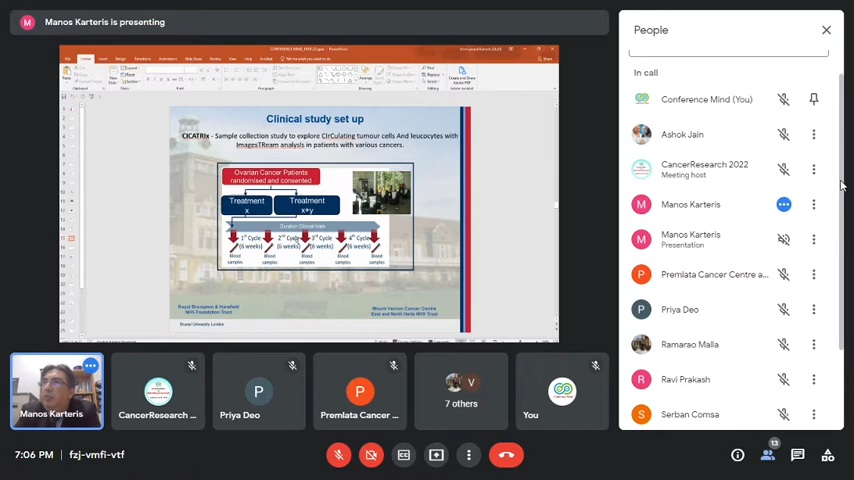 Manos Karteris is presenting
Clinical study set up
CICATRIx - Sample collection study to explore CIrCulating tumour cells And leucocytes with
ImagesTReam analysis in patients with various cancers.
Ovarian Cancer Patients
randomised and consented
Treatment
x
Treatment
x+y
Duration Clinical trials
1st Cycle
(6 weeks)
2nd Cycle
(6 weeks)
3rd Cycle
(6 weeks)
4th Cycle
(6 weeks)
Blood
samples
Blood
samples
Blood
samples
Blood
samples
Blood
samples
Royal Brompton & Harefield
NHS Foundation Trust
Mount Vernon Cancer Centre
East and North Herts NHS Trust
Brunel University London
Manos Karteris
CancerResearch ...
P
Priya Deo
P
Premlata Cancer ...
V
7 others
You
7:06 PM
fzj-vmfi-vtf
13
People
In call
Conference Mind (You)
Ashok Jain
CancerResearch 2022
Meeting host
M
Manos Karteris
M
Manos Karteris
Presentation
P
Premlata Cancer Centre a...
P
Priya Deo
Ramarao Malla
R
Ravi Prakash
S
Serban Comsa